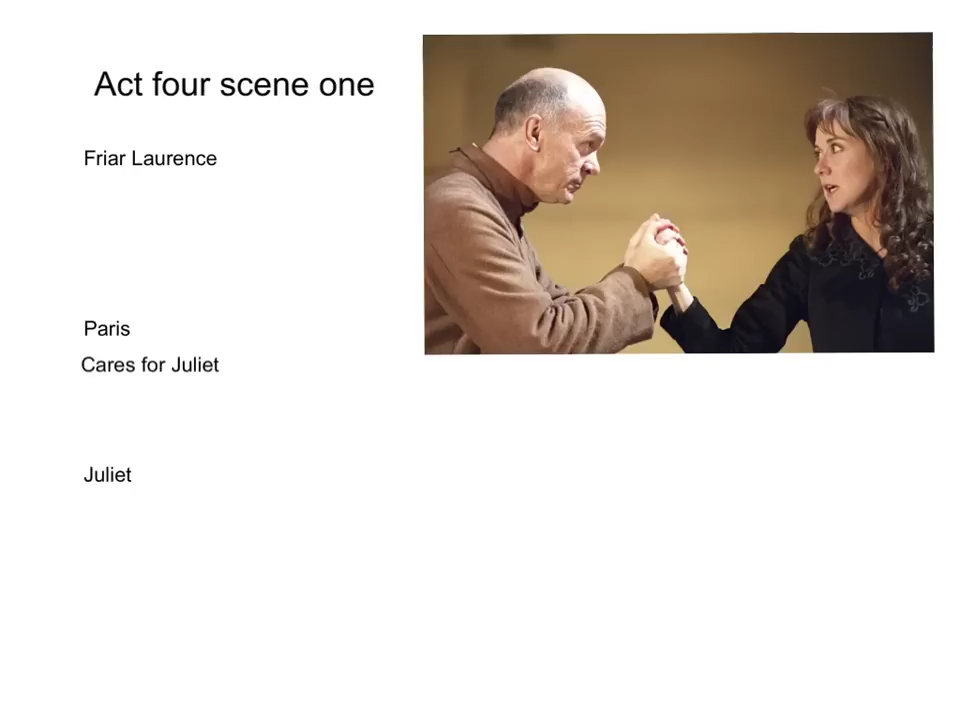 Act four scene one
Friar Laurence
Paris
Cares for Juliet
Juliet